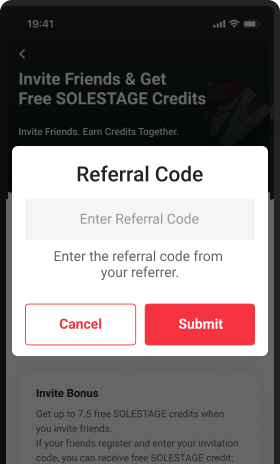 19:41
Invite Friends & Get
Free SOLESTAGE Credits
Invite Friends. Earn Credits Together.
Referral Code
Enter Referral Code
Enter the referral code from
your referrer.
Cancel
Submit
Invite Bonus
Get up to 7.5 free SOLESTAGE credits when
you invite friends.
If your friends register and enter your invitation
code, you can receive free SOLESTAGE credit: